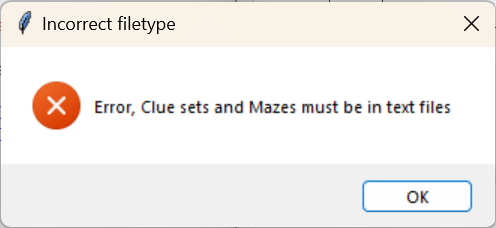 Incorrect filetype
Error, Clue sets and Mazes must be in text files
OK